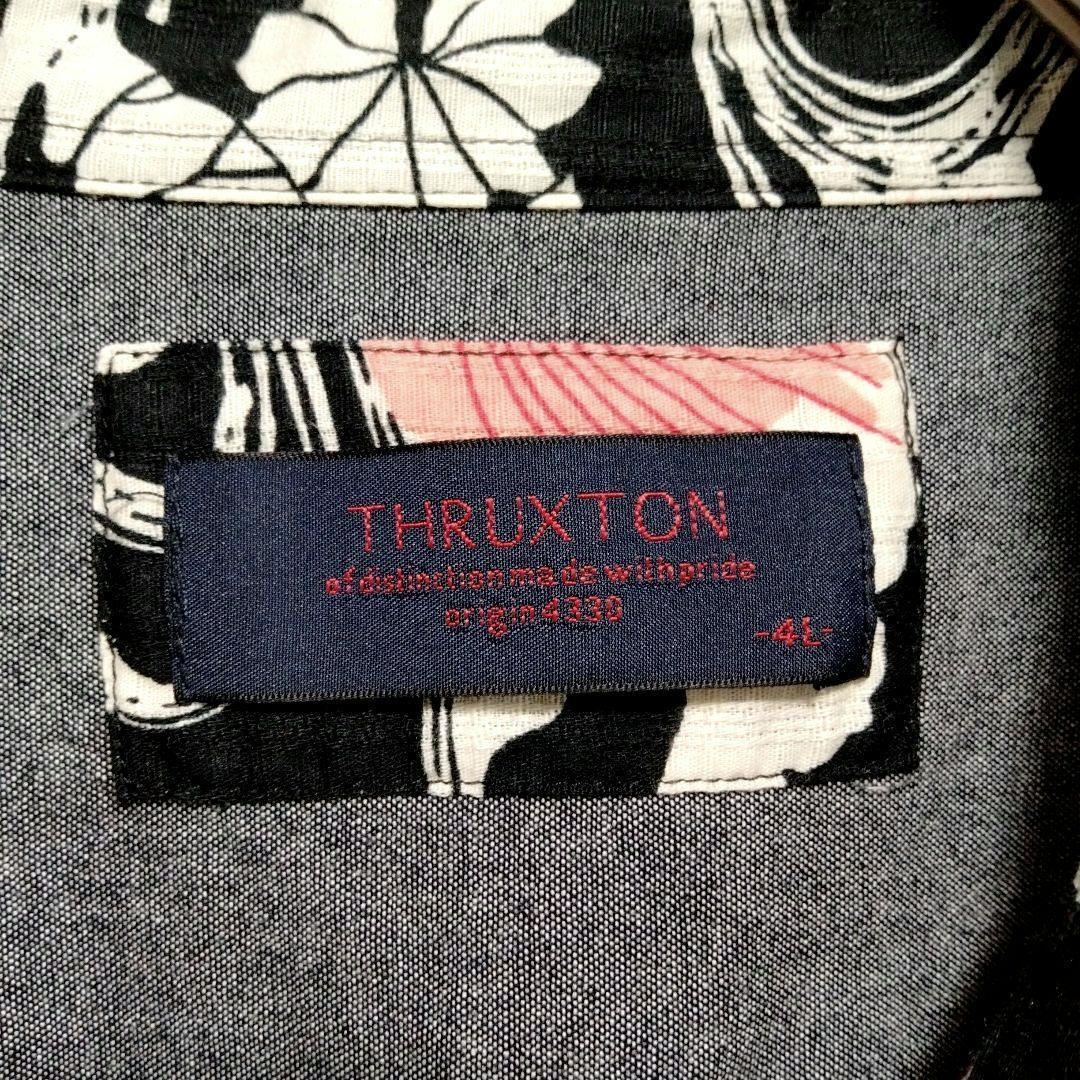 THRUXTON
of distinction made with pride
origin 4330
-4L-